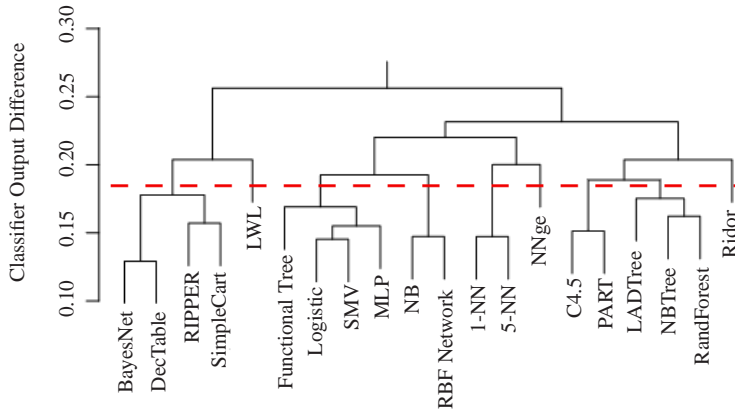 Classifier Output Difference
0.30
0.25
0.20
0.15
0.10
BayesNet
DecTable
RIPPER
SimpleCart
LWL
Functional Tree
Logistic
SMV
MLP
NB
RBF Network
1-NN
5-NN
NNge
C4.5
PART
LADTree
NBTree
RandForest
Ridor